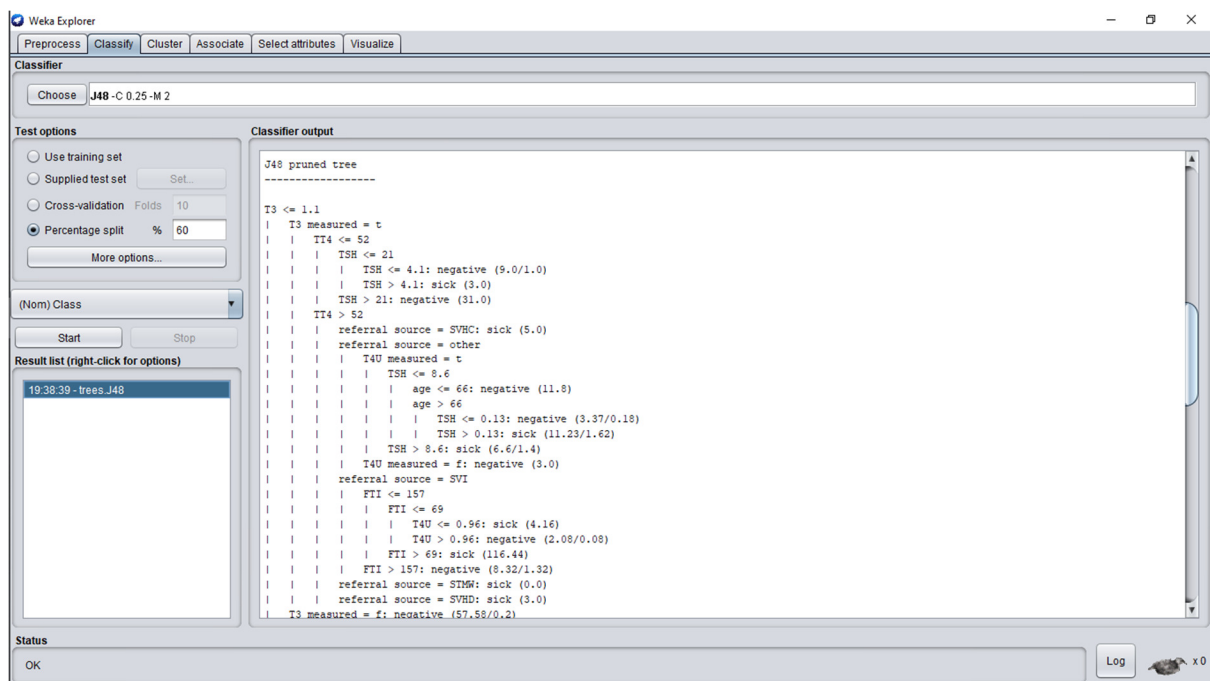 Weka Explorer
Preprocess Classify Cluster Associate Select attributes Visualize
Classifier
Choose J48 -C 0.25 -M 2
Test options
Use training set
Supplied test set Set...
Cross-validation Folds 10
Percentage split % 60
More options...
(Nom) Class
Start Stop
Result list (right-click for options)
19:38:39 - trees.J48
Classifier output
J48 pruned tree
------------------
T3 <= 1.1
|   T3 measured = t
|   |   TT4 <= 52
|   |   |   TSH <= 21
|   |   |   |   TSH <= 4.1: negative (9.0/1.0)
|   |   |   |   TSH > 4.1: sick (3.0)
|   |   |   TSH > 21: negative (31.0)
|   |   TT4 > 52
|   |   |   referral source = SVHC: sick (5.0)
|   |   |   referral source = other
|   |   |   |   T4U measured = t
|   |   |   |   |   TSH <= 8.6
|   |   |   |   |   |   age <= 66: negative (11.8)
|   |   |   |   |   |   age > 66
|   |   |   |   |   |   |   TSH <= 0.13: negative (3.37/0.18)
|   |   |   |   |   |   |   TSH > 0.13: sick (11.23/1.62)
|   |   |   |   |   TSH > 8.6: sick (6.6/1.4)
|   |   |   |   T4U measured = f: negative (3.0)
|   |   |   referral source = SVI
|   |   |   |   FTI <= 157
|   |   |   |   |   FTI <= 69
|   |   |   |   |   |   T4U <= 0.96: sick (4.16)
|   |   |   |   |   |   T4U > 0.96: negative (2.08/0.08)
|   |   |   |   |   FTI > 69: sick (116.44)
|   |   |   |   FTI > 157: negative (8.32/1.32)
|   |   |   referral source = STMW: sick (0.0)
|   |   |   referral source = SVHD: sick (3.0)
|   T3 measured = f: negative (57.58/0.2)
Status
OK
Log x 0